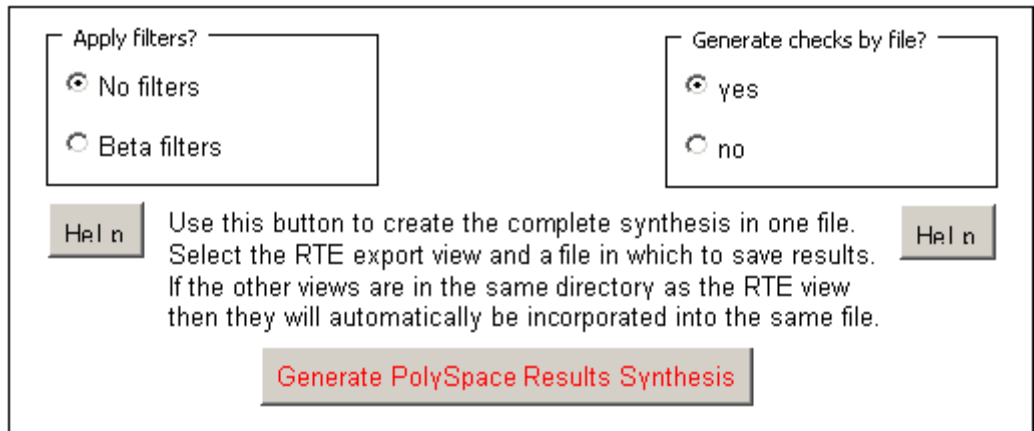 Apply filters?
No filters
Beta filters
Generate checks by file?
yes
no
Help
Use this button to create the complete synthesis in one file.
Select the RTE export view and a file in which to save results.
If the other views are in the same directory as the RTE view
then they will automatically be incorporated into the same file.
Help
Generate PolySpace Results Synthesis